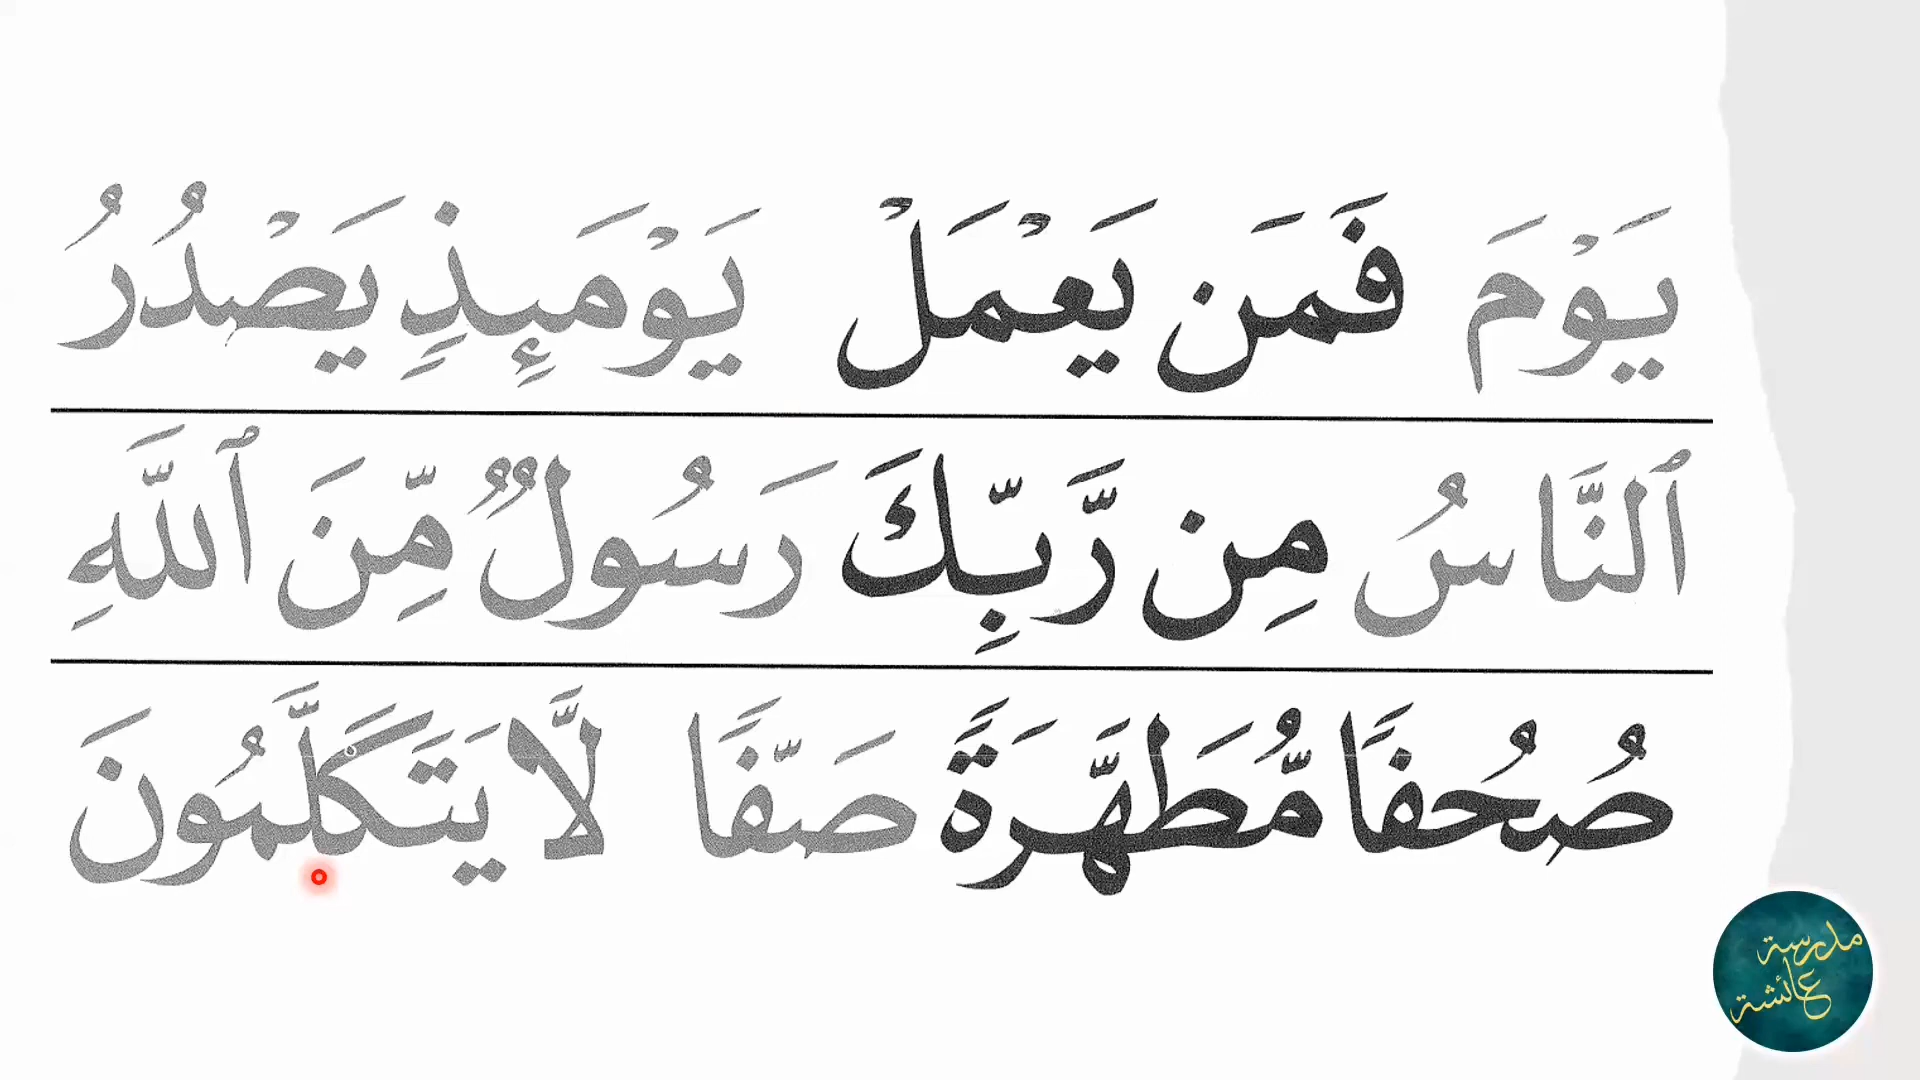 يَوْمَ فَمَن يَعْمَلْ يَوْمَئِذٍ يَصْدُرُ
ٱلنَّاسُ مِن رَّبِّكَ رَسُولٌ مِّنَ ٱللَّهِ
صُحُفًا مُّطَهَّرَةً صَفًّا لَّا يَتَكَلَّمُونَ
مدرسة
عائشة